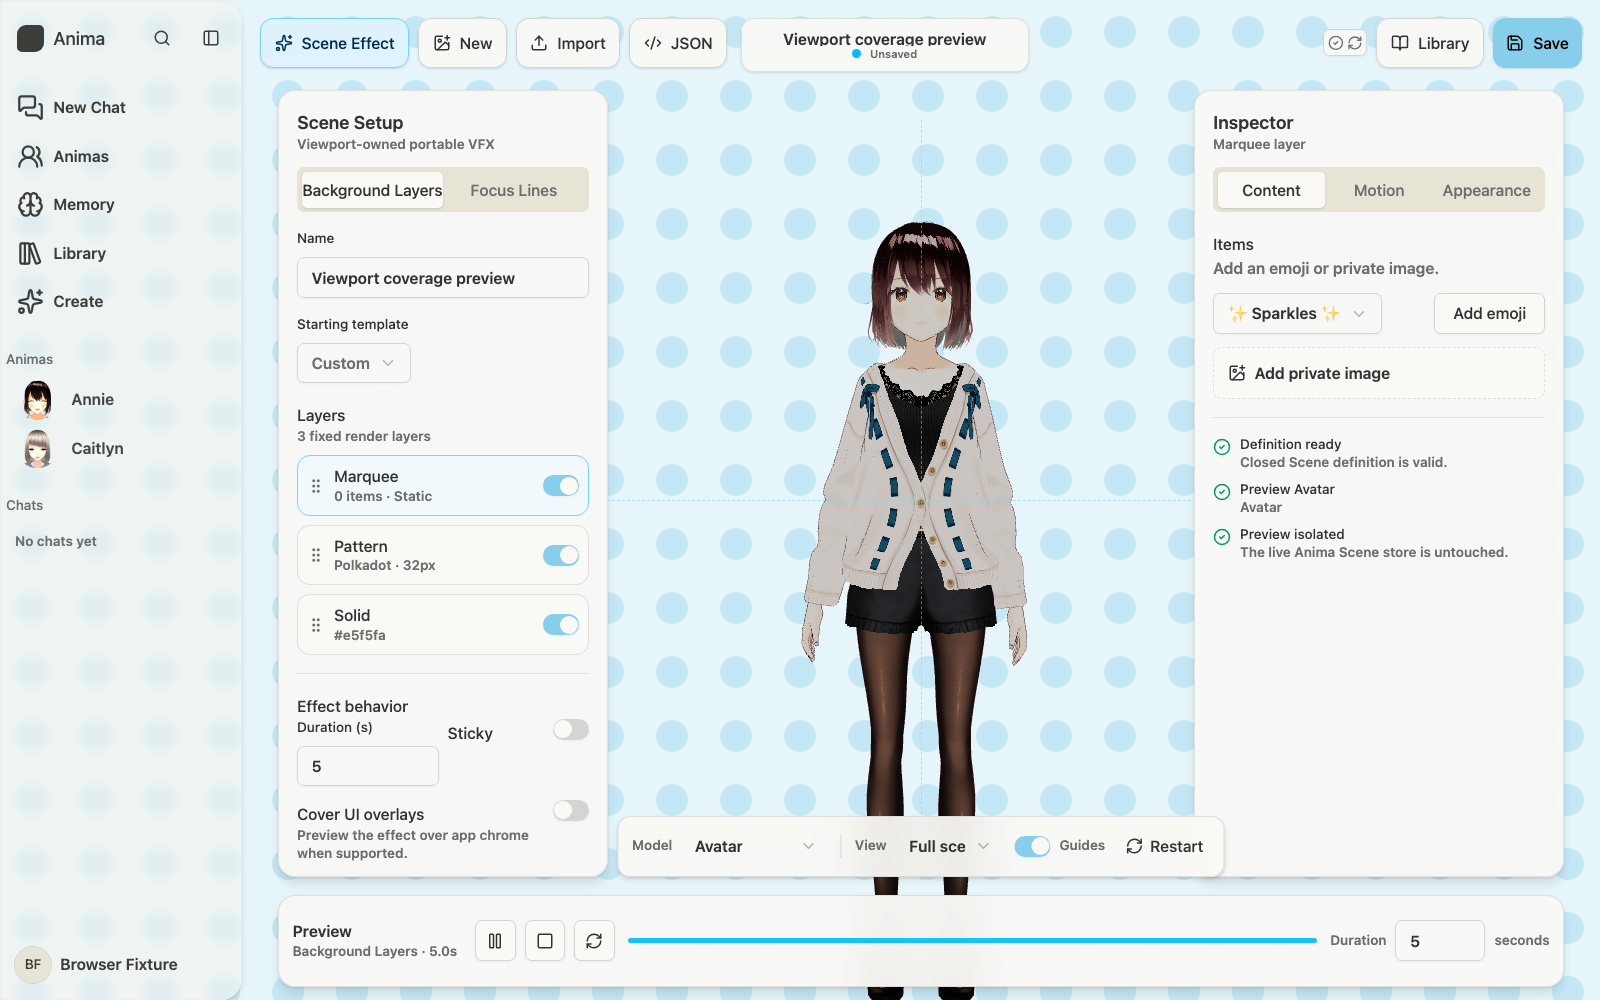 Anima
New Chat
Animas
Memory
Library
Create
Animas
Annie
Caitlyn
Chats
No chats yet
BF
Browser Fixture
Scene Effect
New
Import
JSON
Viewport coverage preview
Unsaved
Library
Save
Scene Setup
Viewport-owned portable VFX
Background Layers
Focus Lines
Name
Viewport coverage preview
Starting template
Custom
Layers
3 fixed render layers
Marquee
0 items · Static
Pattern
Polkadot · 32px
Solid
#e5f5fa
Effect behavior
Duration (s)
Sticky
5
Cover UI overlays
Preview the effect over app chrome
when supported.
Model
Avatar
View
Full sce
Guides
Restart
Inspector
Marquee layer
Content
Motion
Appearance
Items
Add an emoji or private image.
✨ Sparkles ✨
Add emoji
Add private image
Definition ready
Closed Scene definition is valid.
Preview Avatar
Avatar
Preview isolated
The live Anima Scene store is untouched.
Preview
Background Layers · 5.0s
Duration
5
seconds